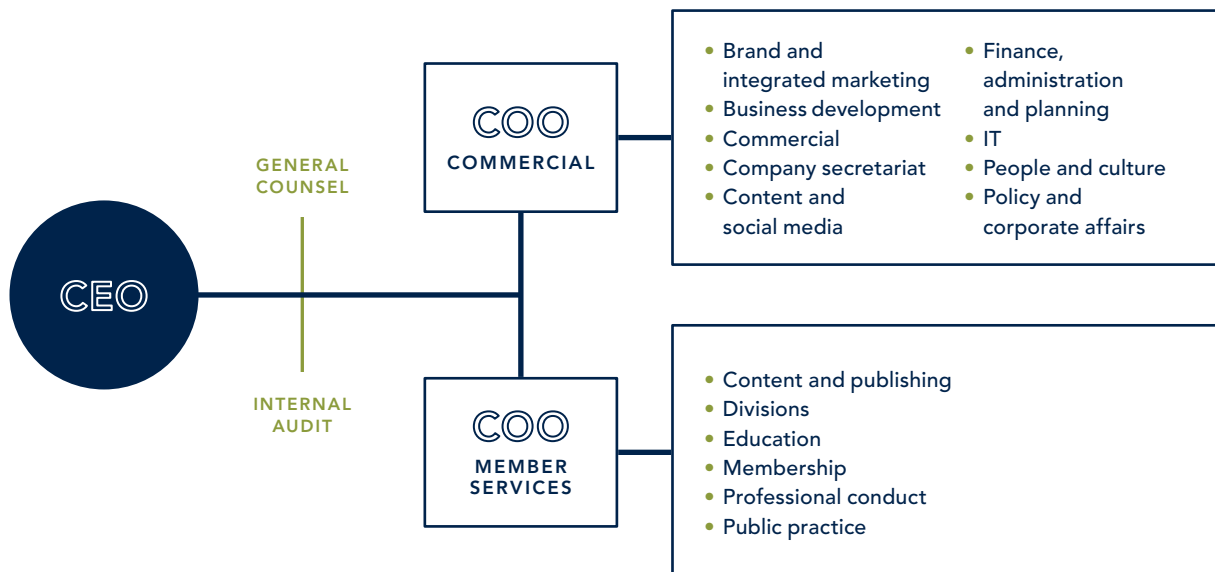 CEO
GENERAL
COUNSEL
INTERNAL
AUDIT
COO
COMMERCIAL
• Brand and
integrated marketing
• Business development
• Commercial
• Company secretariat
• Content and
social media
• Finance,
administration
and planning
• IT
• People and culture
• Policy and
corporate affairs
COO
MEMBER
SERVICES
• Content and publishing
• Divisions
• Education
• Membership
• Professional conduct
• Public practice